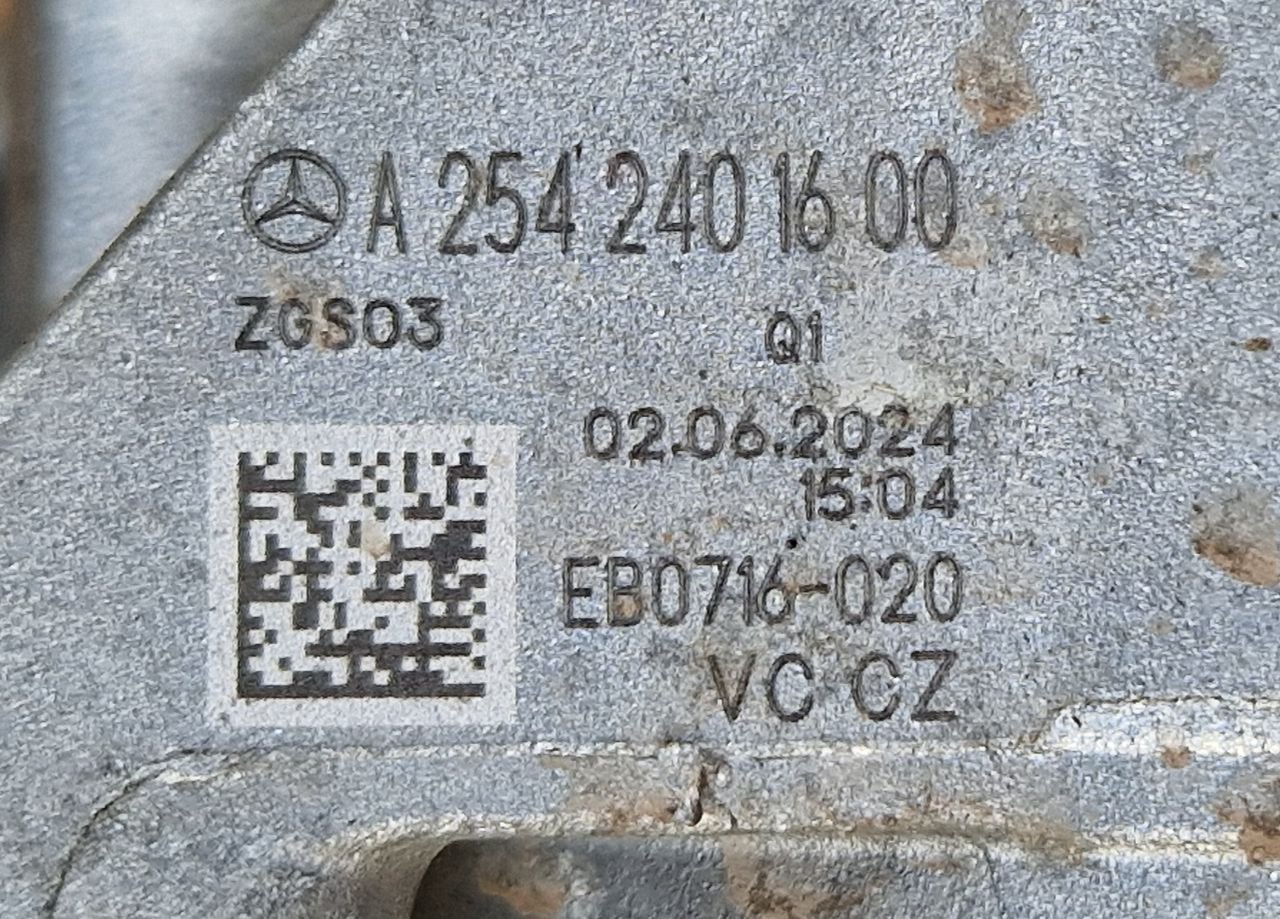 A 254 240 16 00
ZGS03 Q1
02.06.2024
15:04
EB0716-020
VC CZ